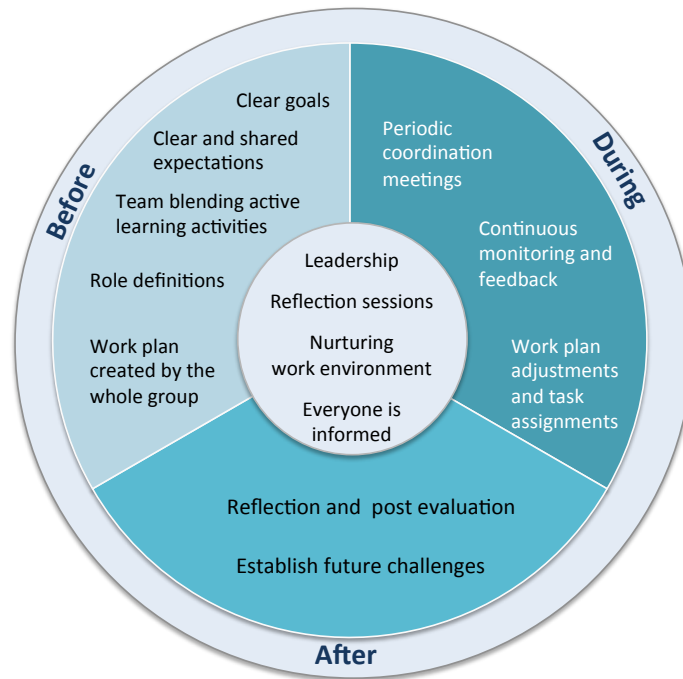 Before
Clear goals
Clear and shared
expectations
Team blending active
learning activities
Role definitions
Work plan
created by the
whole group
During
Periodic
coordination
meetings
Continuous
monitoring and
feedback
Work plan
adjustments
and task
assignments
Leadership
Reflection sessions
Nurturing
work environment
Everyone is
informed
Reflection and post evaluation
Establish future challenges
After